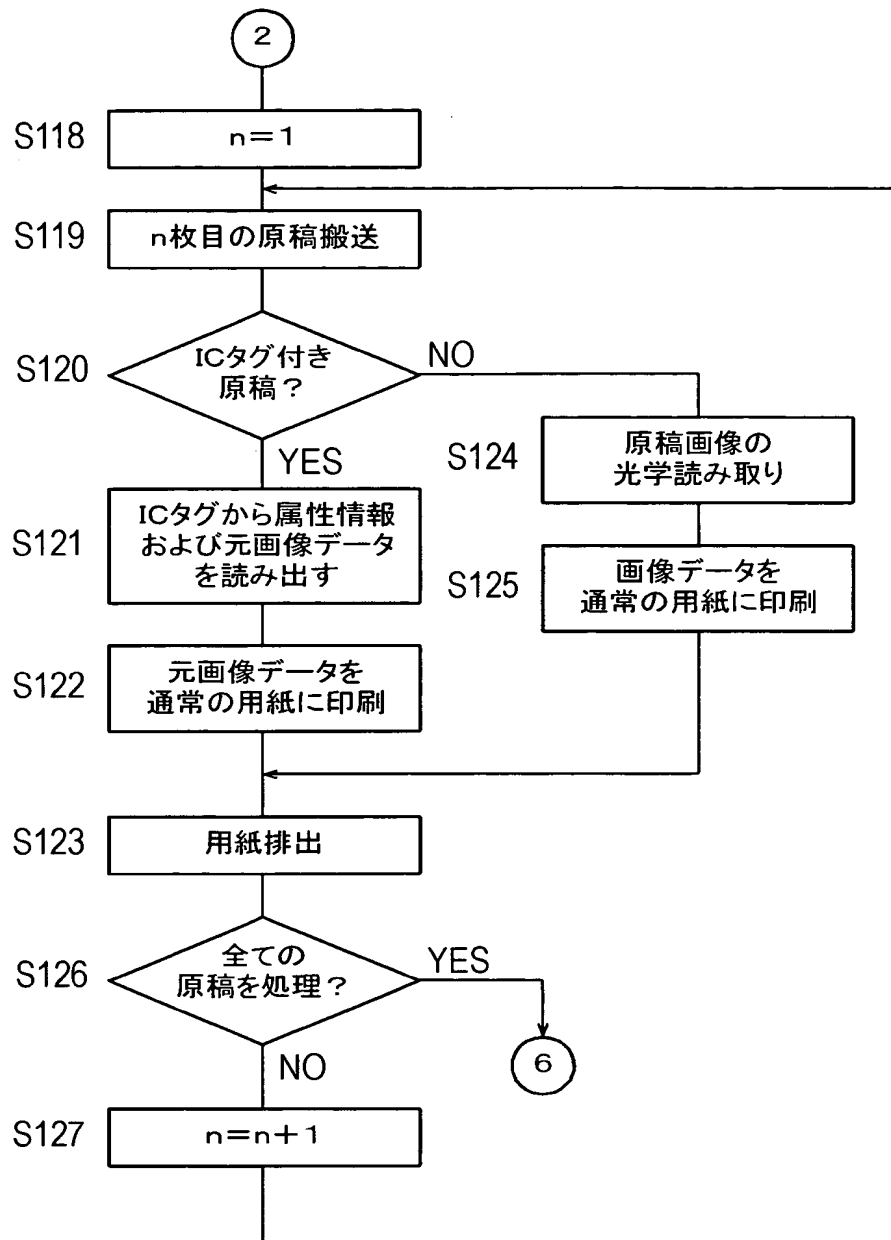 2
S118
n=1
S119
n枚目の原稿搬送
S120
ICタグ付き
原稿？
NO
YES
S124
原稿画像の
光学読み取り
S121
ICタグから属性情報
および元画像データ
を読み出す
S125
画像データを
通常の用紙に印刷
S122
元画像データを
通常の用紙に印刷
S123
用紙排出
S126
全ての
原稿を処理？
YES
6
NO
S127
n=n+1